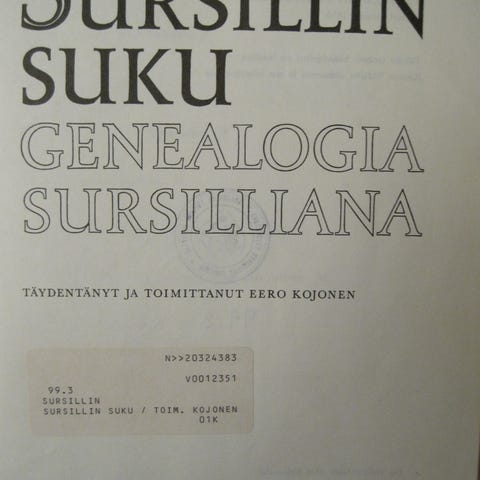 SURSILLIN
SUKU
GENEALOGIA
SURSILLIANA
TÄYDENTÄNYT JA TOIMITTANUT EERO KOJONEN
N>>20324383
V0012351
99.3
SURSILLIN
SURSILLIN SUKU / TOIM. KOJONEN
01K